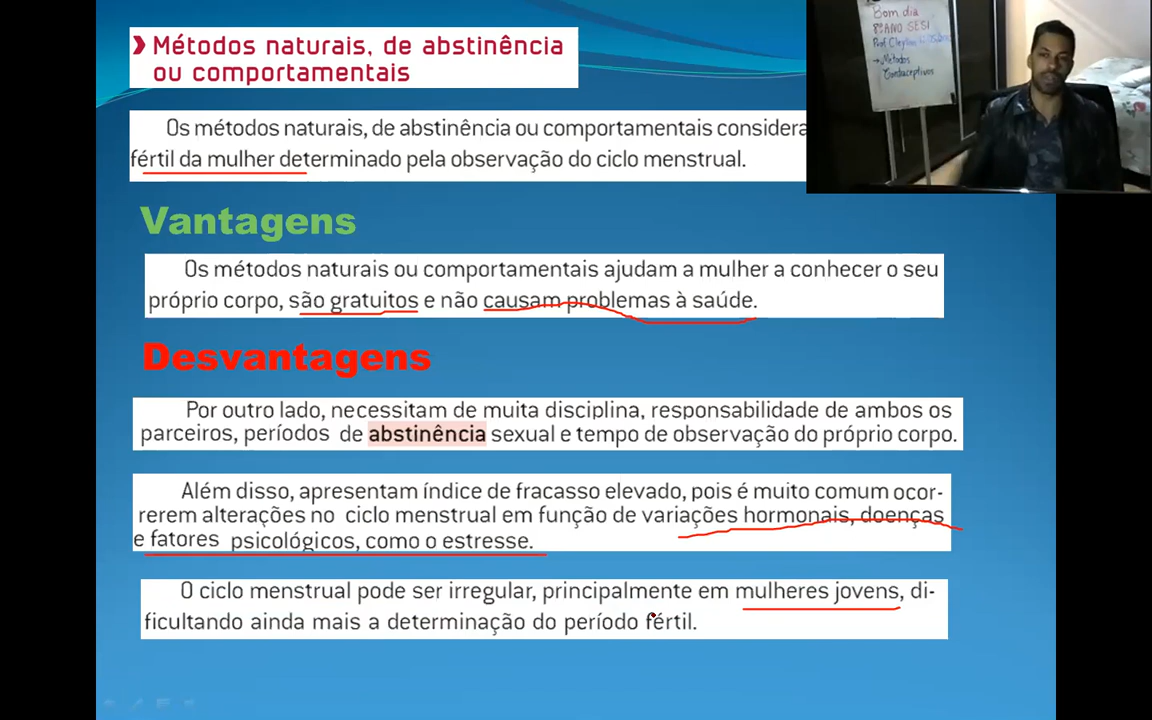 Métodos naturais, de abstinência
ou comportamentais
Os métodos naturais, de abstinência ou comportamentais considera
fértil da mulher determinado pela observação do ciclo menstrual.
Bom dia
8º ANO SESI
Prof Cleyton
→ Métodos
Contraceptivos
Vantagens
Os métodos naturais ou comportamentais ajudam a mulher a conhecer o seu
próprio corpo, são gratuitos e não causam problemas à saúde.
Desvantagens
Por outro lado, necessitam de muita disciplina, responsabilidade de ambos os
parceiros, períodos de abstinência sexual e tempo de observação do próprio corpo.
Além disso, apresentam índice de fracasso elevado, pois é muito comum ocor-
rerem alterações no ciclo menstrual em função de variações hormonais, doenças
e fatores psicológicos, como o estresse.
O ciclo menstrual pode ser irregular, principalmente em mulheres jovens, di-
ficultando ainda mais a determinação do período fértil.